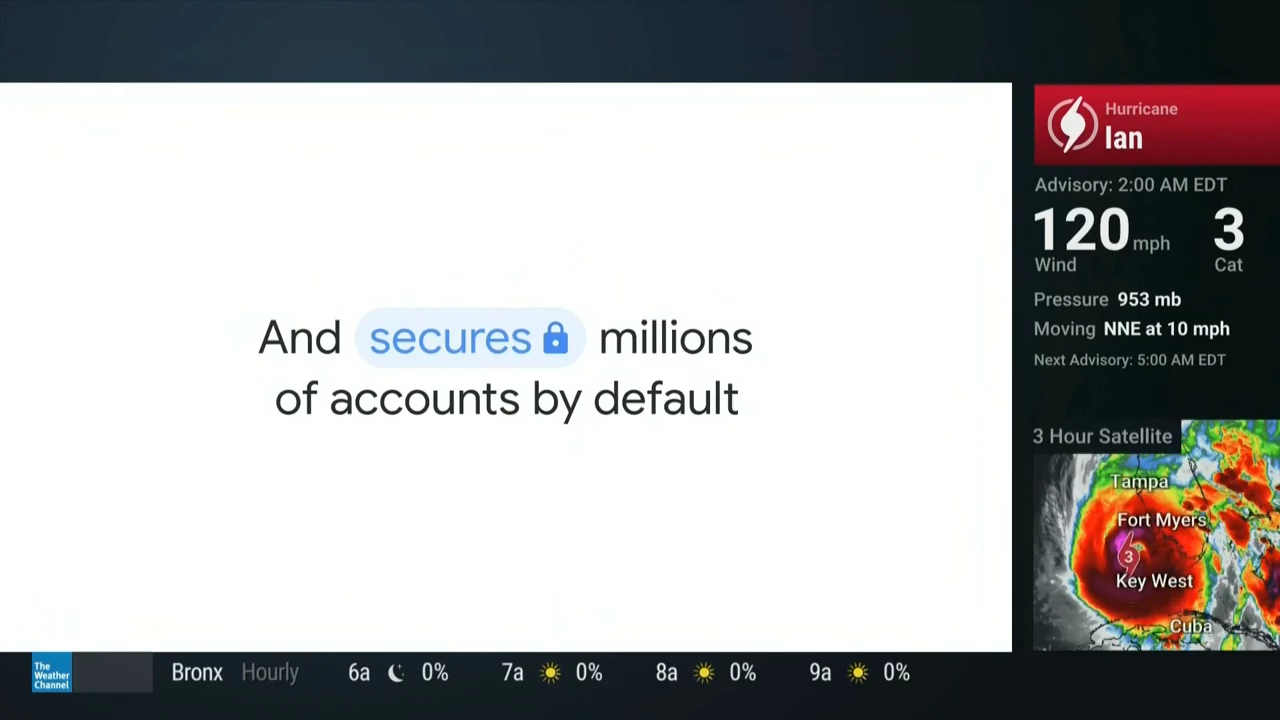 And secures millions
of accounts by default
Hurricane
Ian
Advisory: 2:00 AM EDT
120 mph 3
Wind Cat
Pressure 953 mb
Moving NNE at 10 mph
Next Advisory: 5:00 AM EDT
3 Hour Satellite
Tampa
Fort Myers
3
Key West
Cuba
The
Weather
Channel
Bronx Hourly 6a 0% 7a 0% 8a 0% 9a 0%